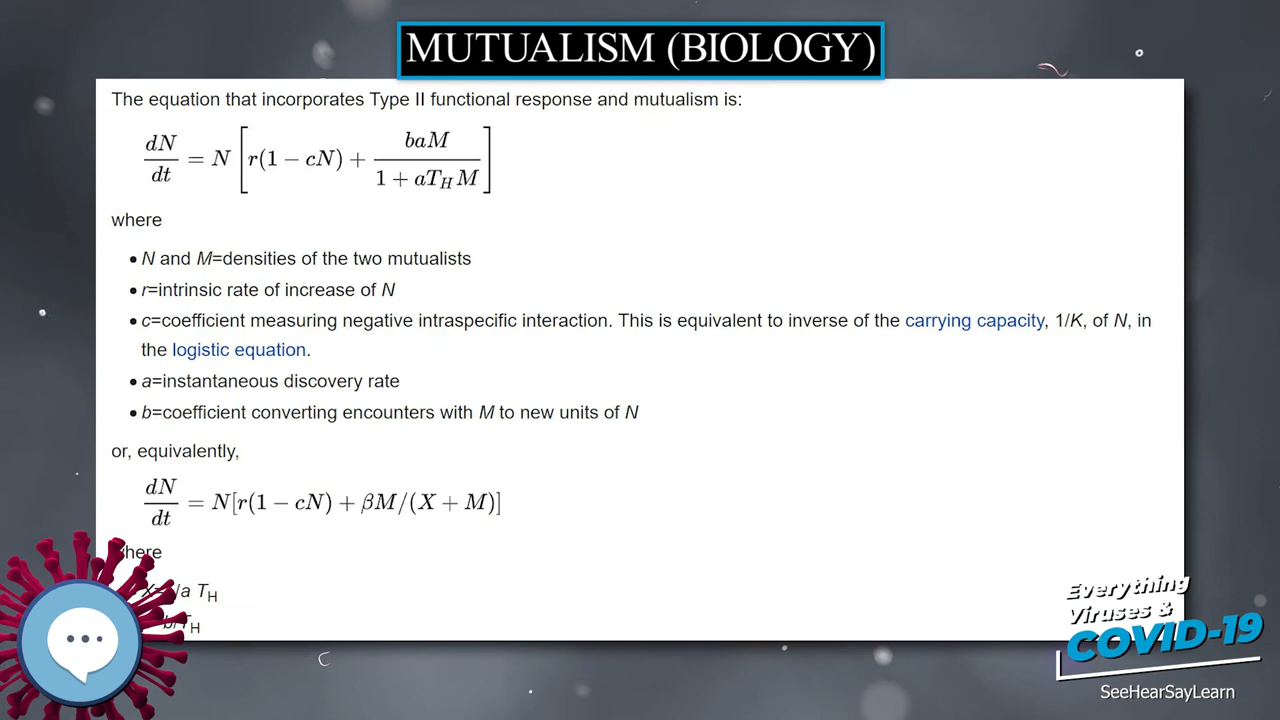 MUTUALISM (BIOLOGY)
The equation that incorporates Type II functional response and mutualism is:
dN/dt = N [ r(1 − cN) + baM / (1 + aT_H M) ]
where
• N and M=densities of the two mutualists
• r=intrinsic rate of increase of N
• c=coefficient measuring negative intraspecific interaction. This is equivalent to inverse of the carrying capacity, 1/K, of N, in
the logistic equation.
• a=instantaneous discovery rate
• b=coefficient converting encounters with M to new units of N
or, equivalently,
dN/dt = N[r(1 − cN) + βM/(X + M)]
where
/a T_H
b/T_H
Everything
Viruses &
COVID-19
SeeHearSayLearn